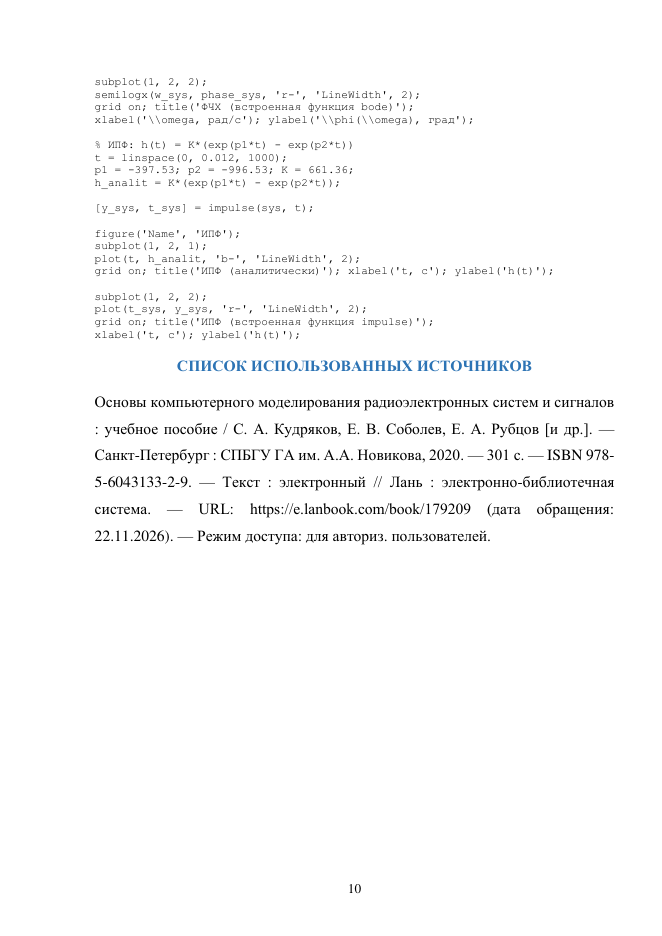 subplot(1, 2, 2);
semilogx(w_sys, phase_sys, 'r-', 'LineWidth', 2);
grid on; title('ФЧХ (встроенная функция bode)');
xlabel('\\omega, рад/с'); ylabel('\\phi(\\omega), град');
% ИПФ: h(t) = K*(exp(p1*t) - exp(p2*t))
t = linspace(0, 0.012, 1000);
p1 = -397.53; p2 = -996.53; K = 661.36;
h_analit = K*(exp(p1*t) - exp(p2*t));
[y_sys, t_sys] = impulse(sys, t);
figure('Name', 'ИПФ');
subplot(1, 2, 1);
plot(t, h_analit, 'b-', 'LineWidth', 2);
grid on; title('ИПФ (аналитически)'); xlabel('t, с'); ylabel('h(t)');
subplot(1, 2, 2);
plot(t_sys, y_sys, 'r-', 'LineWidth', 2);
grid on; title('ИПФ (встроенная функция impulse)');
xlabel('t, с'); ylabel('h(t)');
СПИСОК ИСПОЛЬЗОВАННЫХ ИСТОЧНИКОВ
Основы компьютерного моделирования радиоэлектронных систем и сигналов
: учебное пособие / С. А. Кудряков, Е. В. Соболев, Е. А. Рубцов [и др.]. —
Санкт-Петербург : СПБГУ ГА им. А.А. Новикова, 2020. — 301 с. — ISBN 978-
5-6043133-2-9. — Текст : электронный // Лань : электронно-библиотечная
система. — URL: https://e.lanbook.com/book/179209 (дата обращения:
22.11.2026). — Режим доступа: для авториз. пользователей.
10